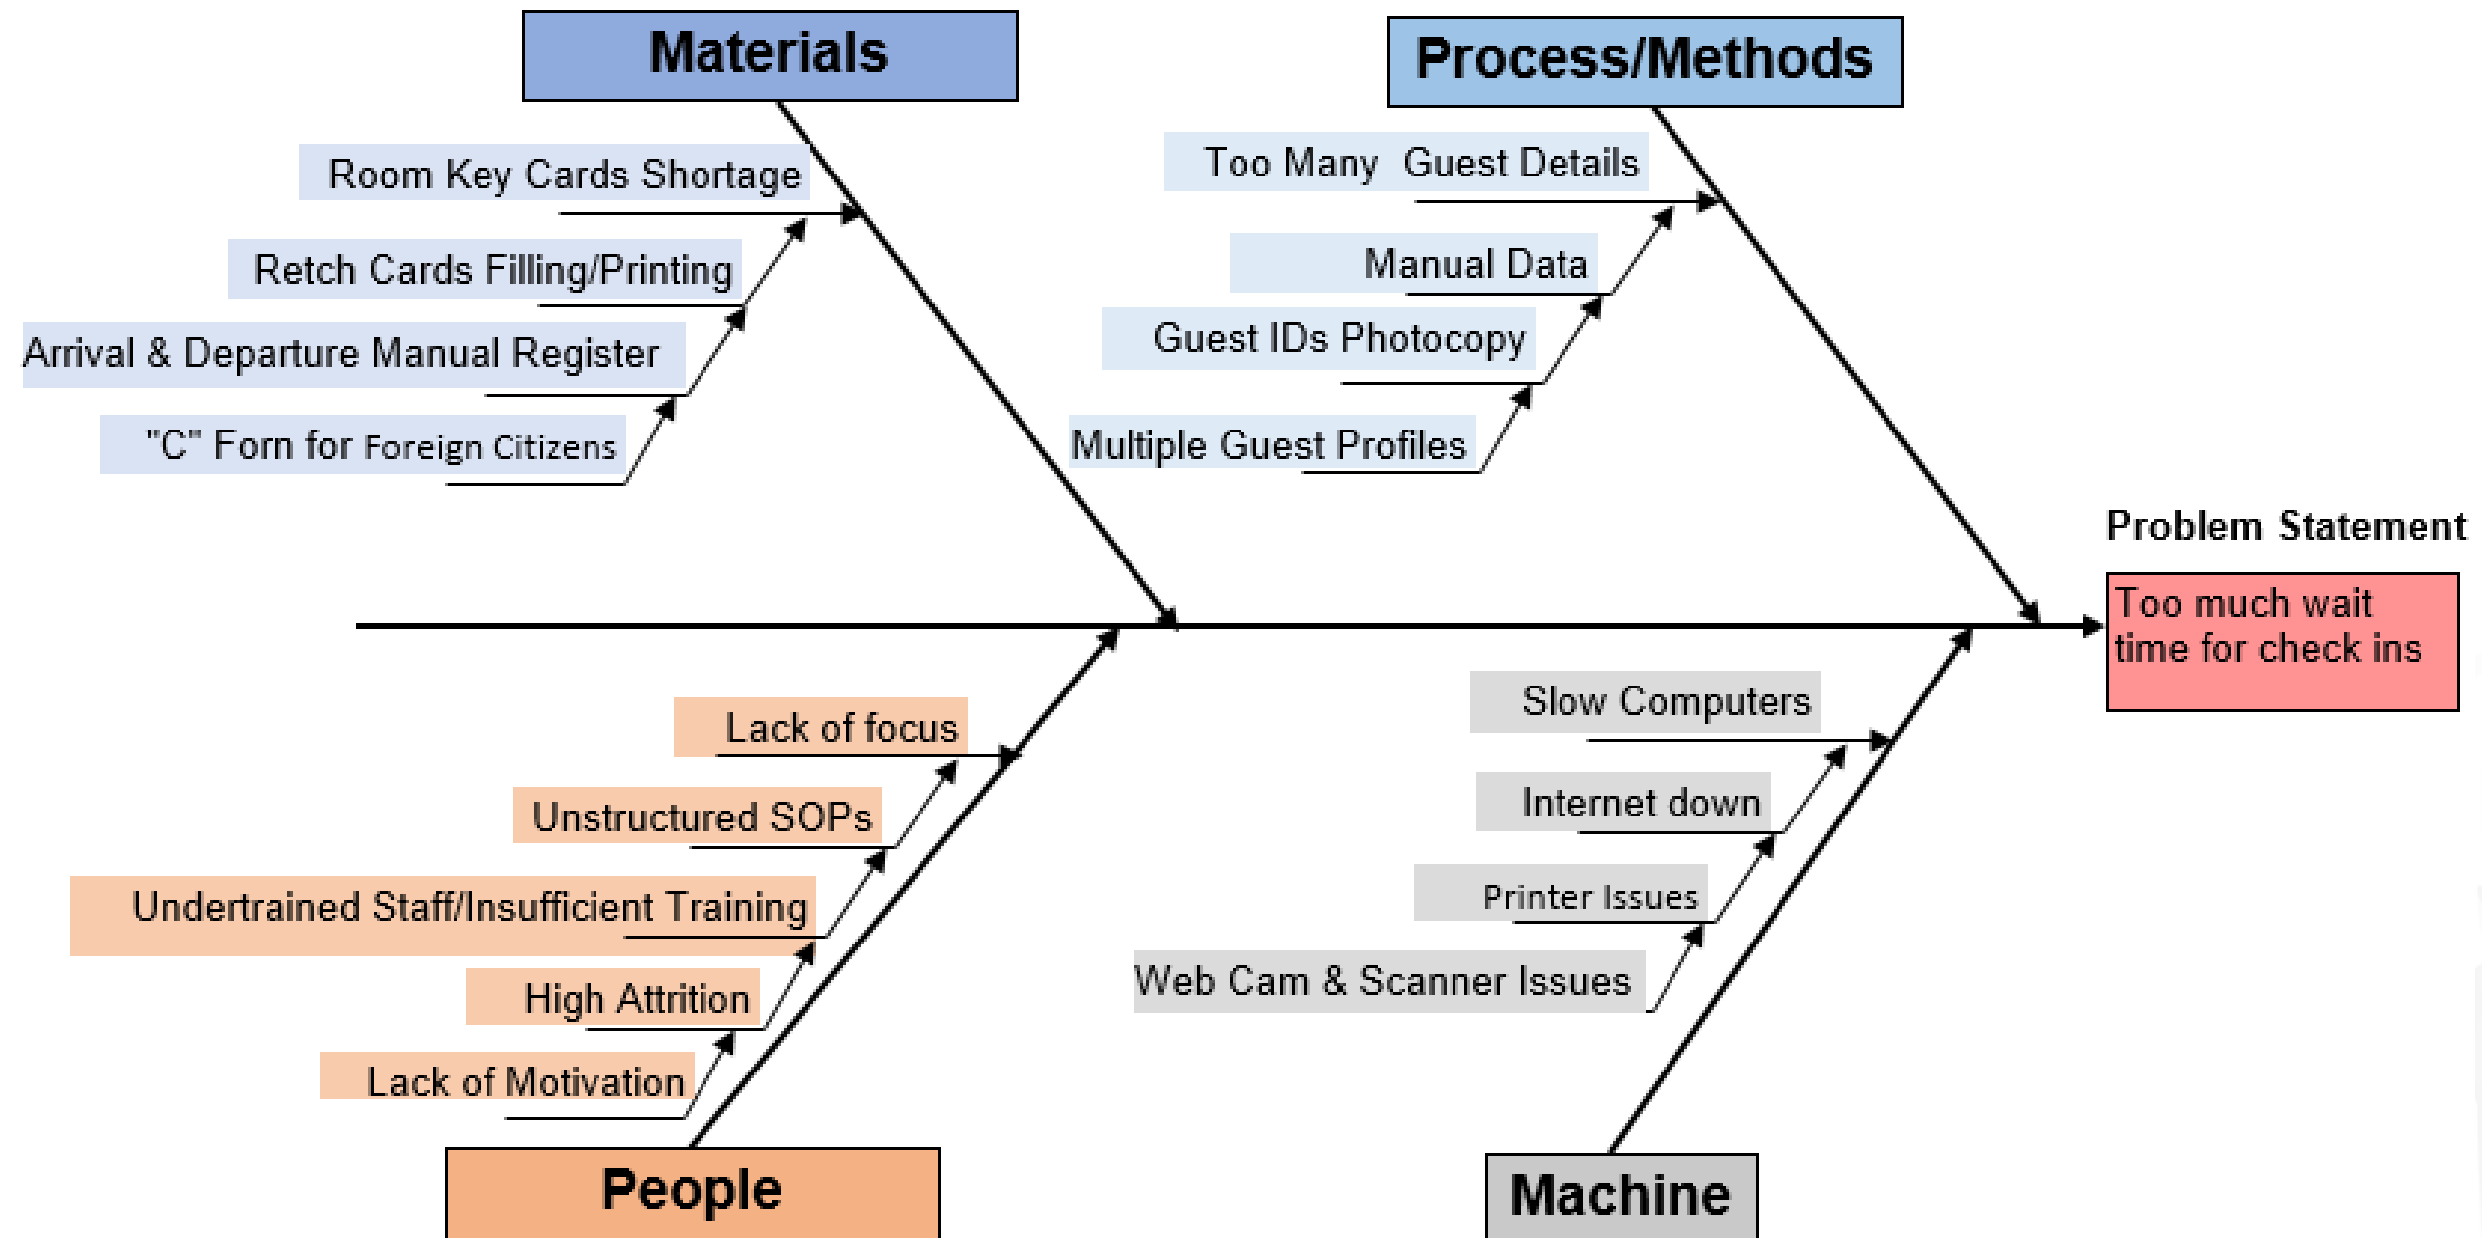 Materials
Process/Methods
Room Key Cards Shortage
Retch Cards Filling/Printing
Arrival & Departure Manual Register
"C" Forn for Foreign Citizens
Too Many Guest Details
Manual Data
Guest IDs Photocopy
Multiple Guest Profiles
Problem Statement
Too much wait
time for check ins
Lack of focus
Unstructured SOPs
Undertrained Staff/Insufficient Training
High Attrition
Lack of Motivation
Slow Computers
Internet down
Printer Issues
Web Cam & Scanner Issues
People
Machine